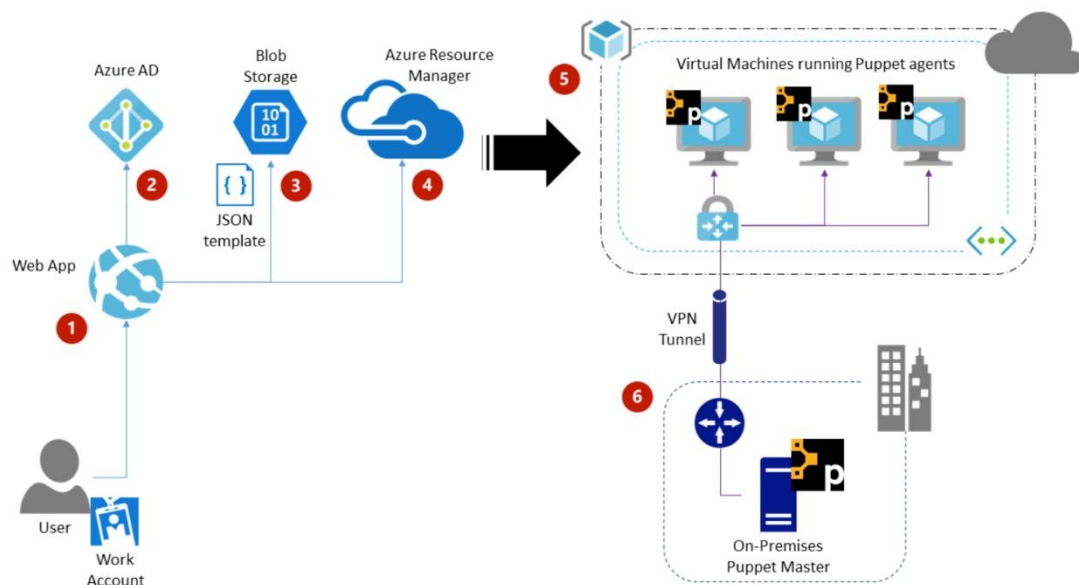 Azure AD
Blob
Storage
Azure Resource
Manager
10
01
{ }
JSON
template
Web App
1
2
3
4
User
Work
Account
5
Virtual Machines running Puppet agents
p
p
p
VPN
Tunnel
6
p
On-Premises
Puppet Master